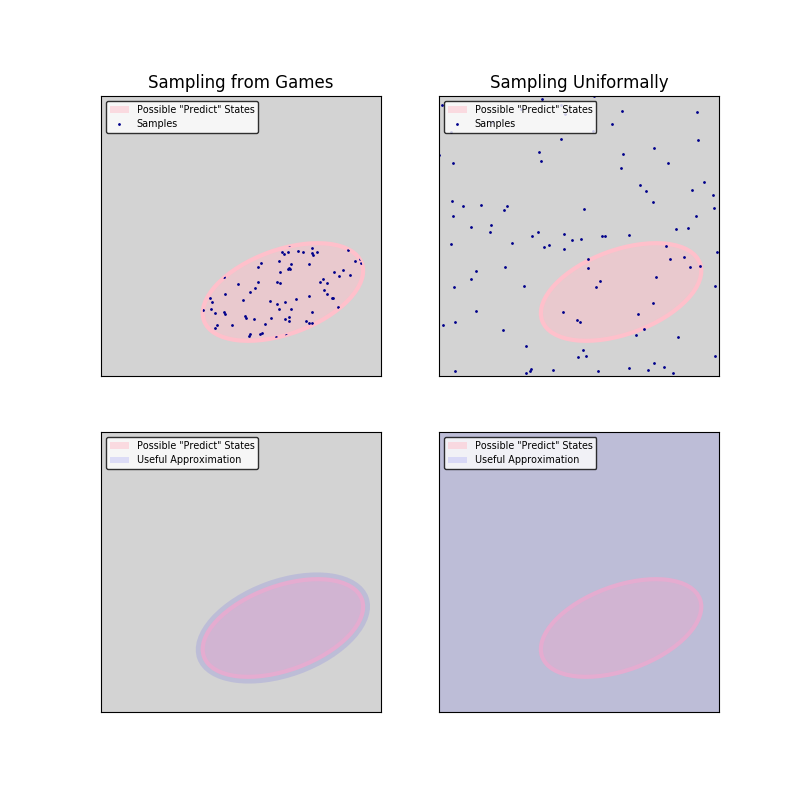 Sampling from Games
Sampling Uniformally
Possible "Predict" States
Samples
Possible "Predict" States
Samples
Possible "Predict" States
Useful Approximation
Possible "Predict" States
Useful Approximation